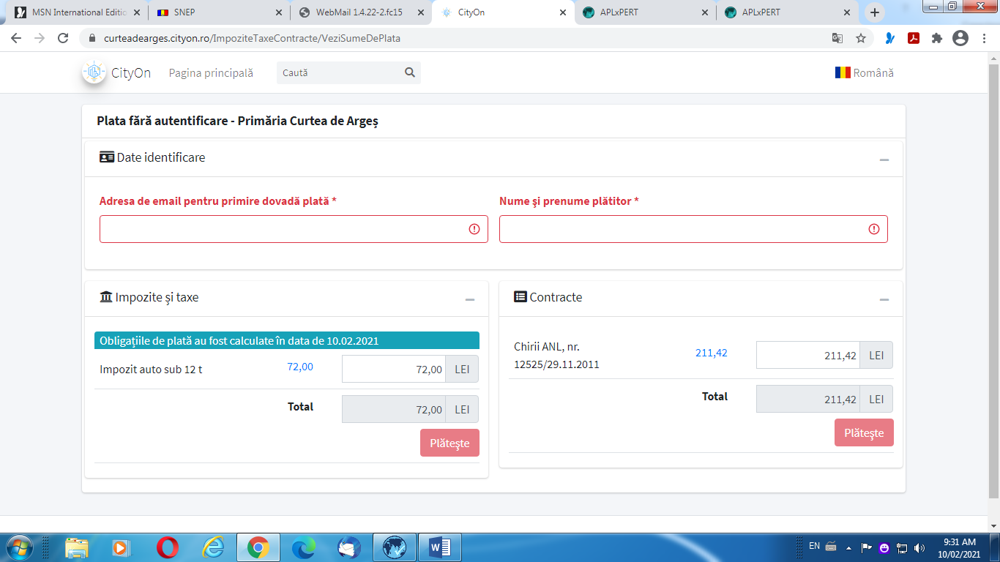 MSN International Editio
SNEP
WebMail 1.4.22-2.fc15
CityOn
APLxPERT
APLxPERT
curteadearges.cityon.ro/ImpoziteTaxeContracte/VeziSumeDePlata
CityOn
Pagina principală
Caută
Română
Plata fără autentificare - Primăria Curtea de Argeș
Date identificare
Adresa de email pentru primire dovadă plată *
Nume şi prenume plătitor *
Impozite și taxe
Obligațiile de plată au fost calculate în data de 10.02.2021
Impozit auto sub 12 t
72,00
72,00 LEI
Total
72,00 LEI
Plăteşte
Contracte
Chirii ANL, nr.
12525/29.11.2011
211,42
211,42 LEI
Total
211,42 LEI
Plăteşte
EN
9:31 AM
10/02/2021